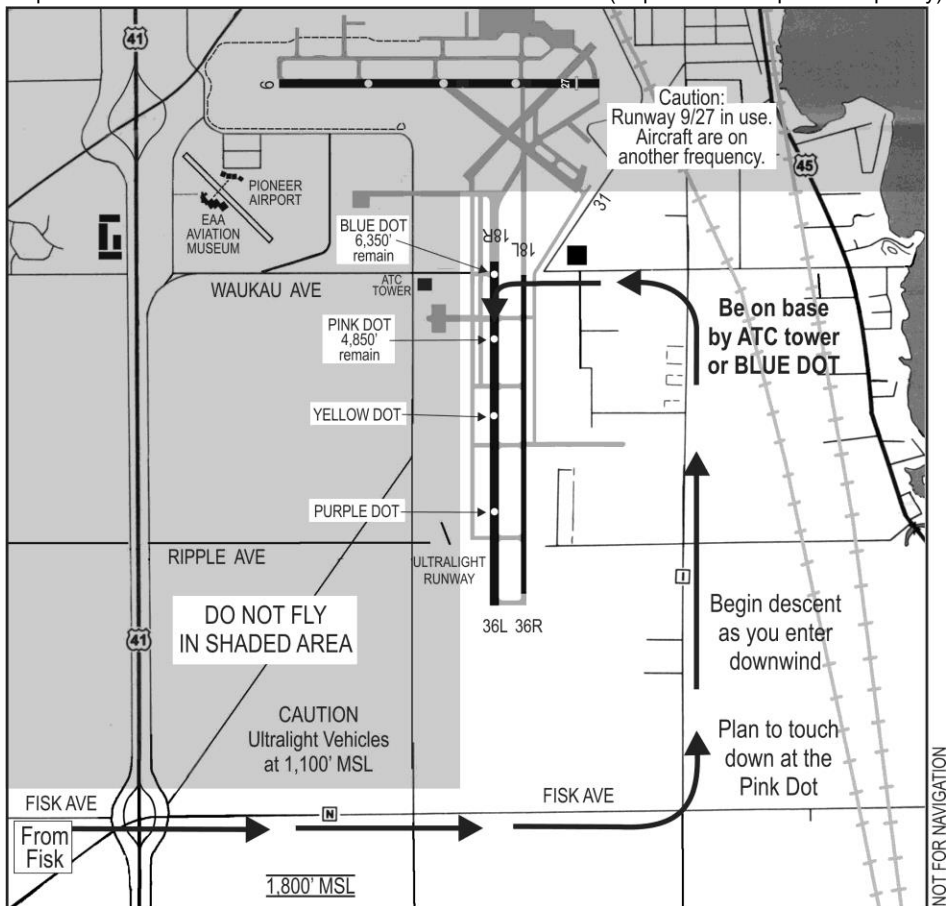 41
9
27
Caution:
Runway 9/27 in use.
Aircraft are on
another frequency.
45
PIONEER
AIRPORT
EAA
AVIATION
MUSEUM
BLUE DOT
6,350'
remain
18R
18L
31
WAUKAU AVE
ATC
TOWER
Be on base
by ATC tower
or BLUE DOT
PINK DOT
4,850'
remain
YELLOW DOT
PURPLE DOT
RIPPLE AVE
ULTRALIGHT
RUNWAY
I
DO NOT FLY
IN SHADED AREA
36L 36R
Begin descent
as you enter
downwind
41
CAUTION
Ultralight Vehicles
at 1,100' MSL
Plan to touch
down at the
Pink Dot
FISK AVE
N
FISK AVE
From
Fisk
1,800' MSL
NOT FOR NAVIGATION